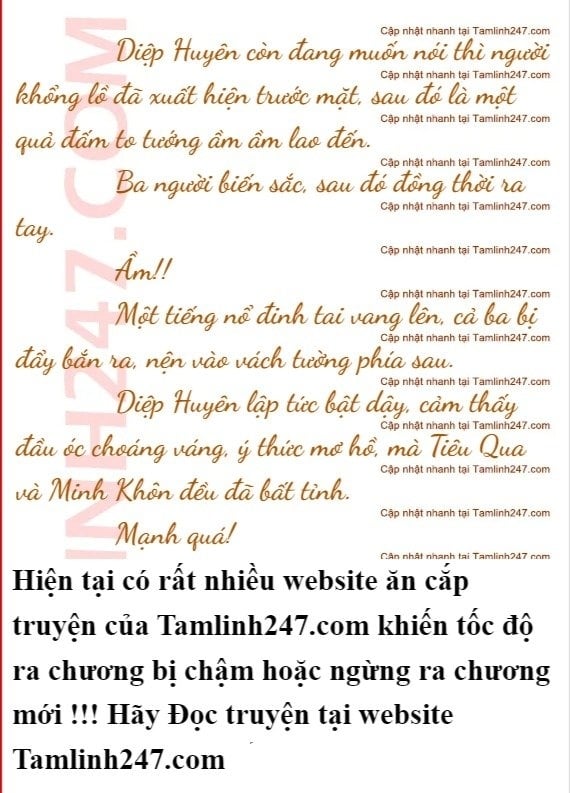 Cập nhật nhanh tại Tamlinh247.com
Diệp Huyên còn đang muốn nói thì người
Cập nhật nhanh tại Tamlinh247.com
khổng lồ đã xuất hiện trước mặt, sau đó là một
Cập nhật nhanh tại Tamlinh247.com
quả đấm to tướng ầm ầm lao đến.
Cập nhật nhanh tại Tamlinh247.com
Ba người biến sắc, sau đó đồng thời ra
Cập nhật nhanh tại Tamlinh247.com
tay.
Cập nhật nhanh tại Tamlinh247.com
Ầm!!
Cập nhật nhanh tại Tamlinh247.com
Một tiếng nổ đinh tai vang lên, cả ba bị
Cập nhật nhanh tại Tamlinh247.com
đẩy bắn ra, nện vào vách tường phía sau.
Cập nhật nhanh tại Tamlinh247.com
Diệp Huyên lập tức bật dậy, cảm thấy
Cập nhật nhanh tại Tamlinh247.com
đầu óc choáng váng, ý thức mơ hồ, mà Tiêu Qua
Cập nhật nhanh tại Tamlinh247.com
và Minh Khôn đều đã bất tỉnh.
Cập nhật nhanh tại Tamlinh247.com
Mạnh quá!
Cập nhật nhanh tại Tamlinh247.com
INH247.COM
Hiện tại có rất nhiều website ăn cắp
truyện của Tamlinh247.com khiến tốc độ
ra chương bị chậm hoặc ngừng ra chương
mới !!! Hãy Đọc truyện tại website
Tamlinh247.com